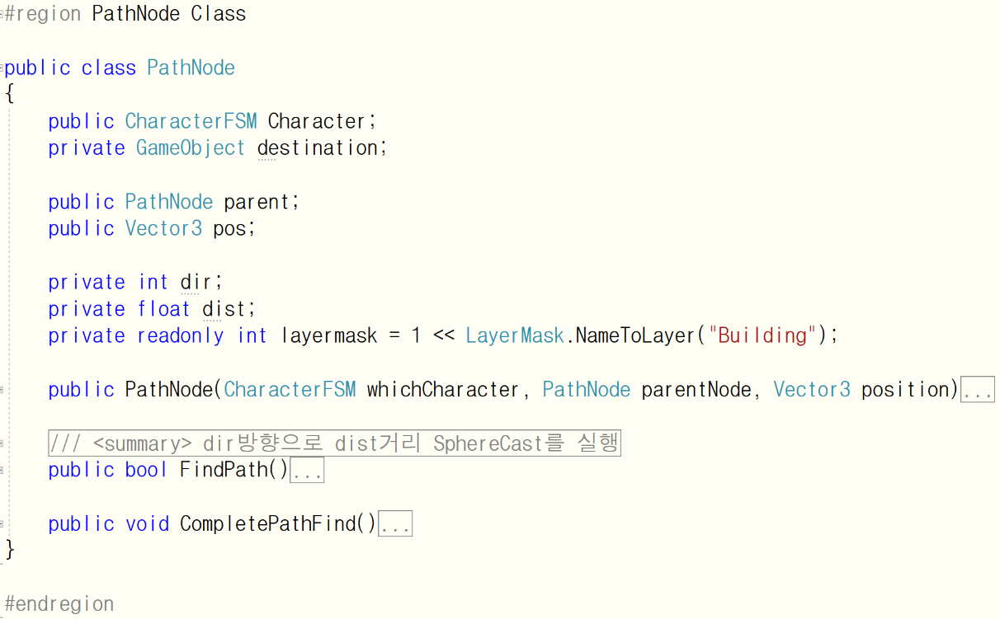 #region PathNode Class
public class PathNode
{
public CharacterFSM Character;
private GameObject destination;
public PathNode parent;
public Vector3 pos;
private int dir;
private float dist;
private readonly int layermask = 1 << LayerMask.NameToLayer("Building");
public PathNode(CharacterFSM whichCharacter, PathNode parentNode, Vector3 position)...
/// <summary> dir방향으로 dist거리 SphereCast를 실행
public bool FindPath()...
public void CompletePathFind()...
}
#endregion